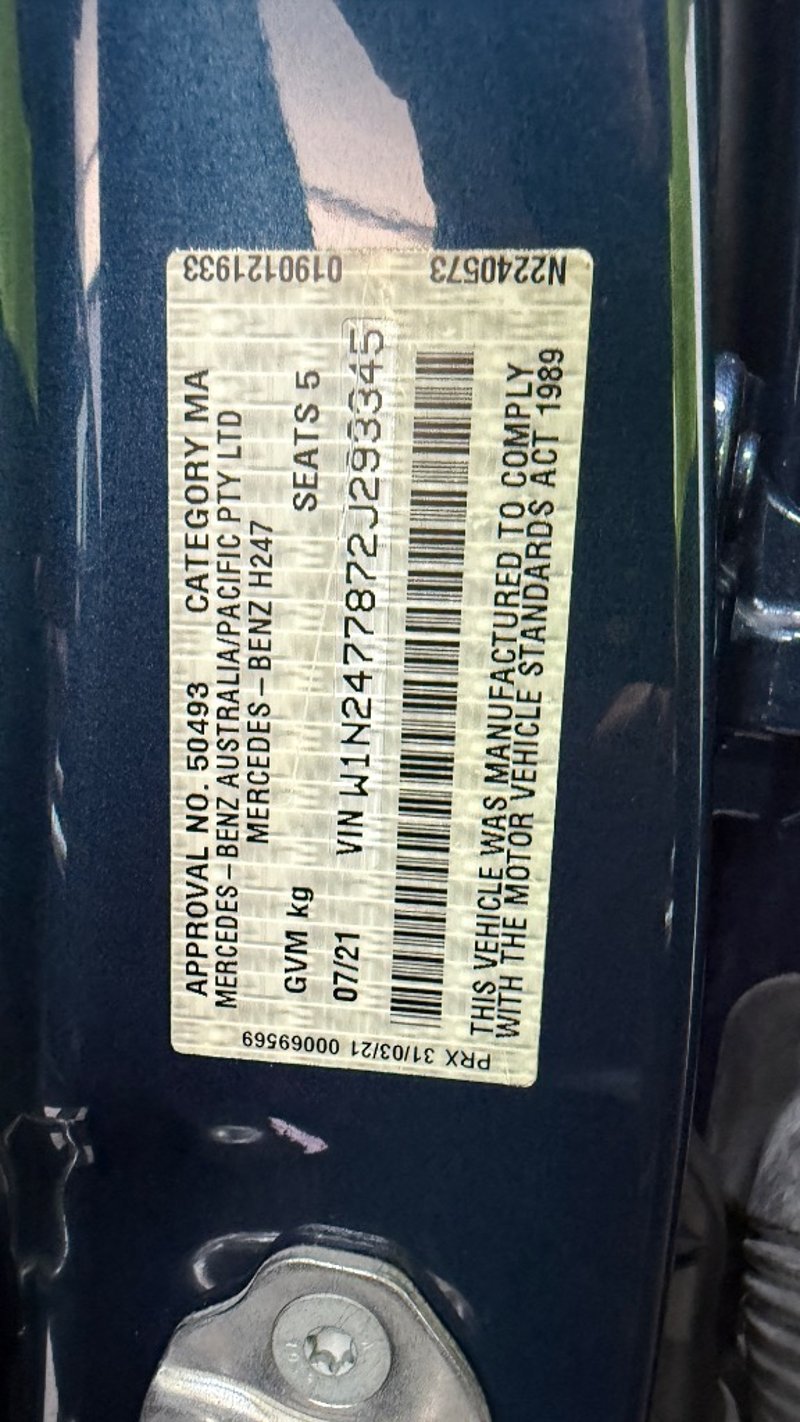 APPROVAL NO. 50493 CATEGORY MA
MERCEDES-BENZ AUSTRALIA/PACIFIC PTY LTD
MERCEDES-BENZ H247
GVM kg SEATS 5
07/21 VIN W1N2477872J293345
THIS VEHICLE WAS MANUFACTURED TO COMPLY
WITH THE MOTOR VEHICLE STANDARDS ACT 1989
PRX 31/03/21 00069569
N2240573 0190121933